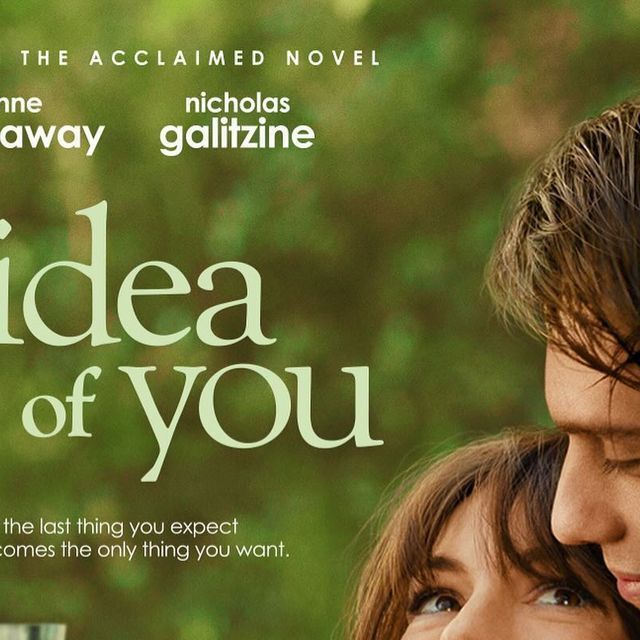 THE ACCLAIMED NOVEL
nne nicholas
away galitzine
idea
of you
the last thing you expect
comes the only thing you want.